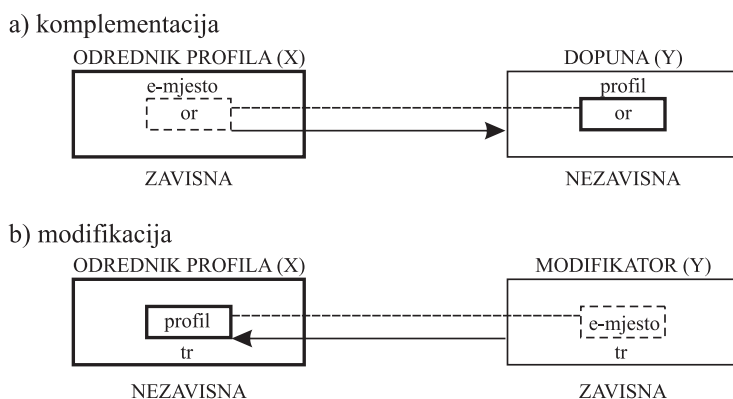 a) komplementacija
ODREDNIK PROFILA (X) DOPUNA (Y)
e-mjesto profil
or or
ZAVISNA NEZAVISNA
b) modifikacija
ODREDNIK PROFILA (X) MODIFIKATOR (Y)
profil e-mjesto
tr tr
NEZAVISNA ZAVISNA